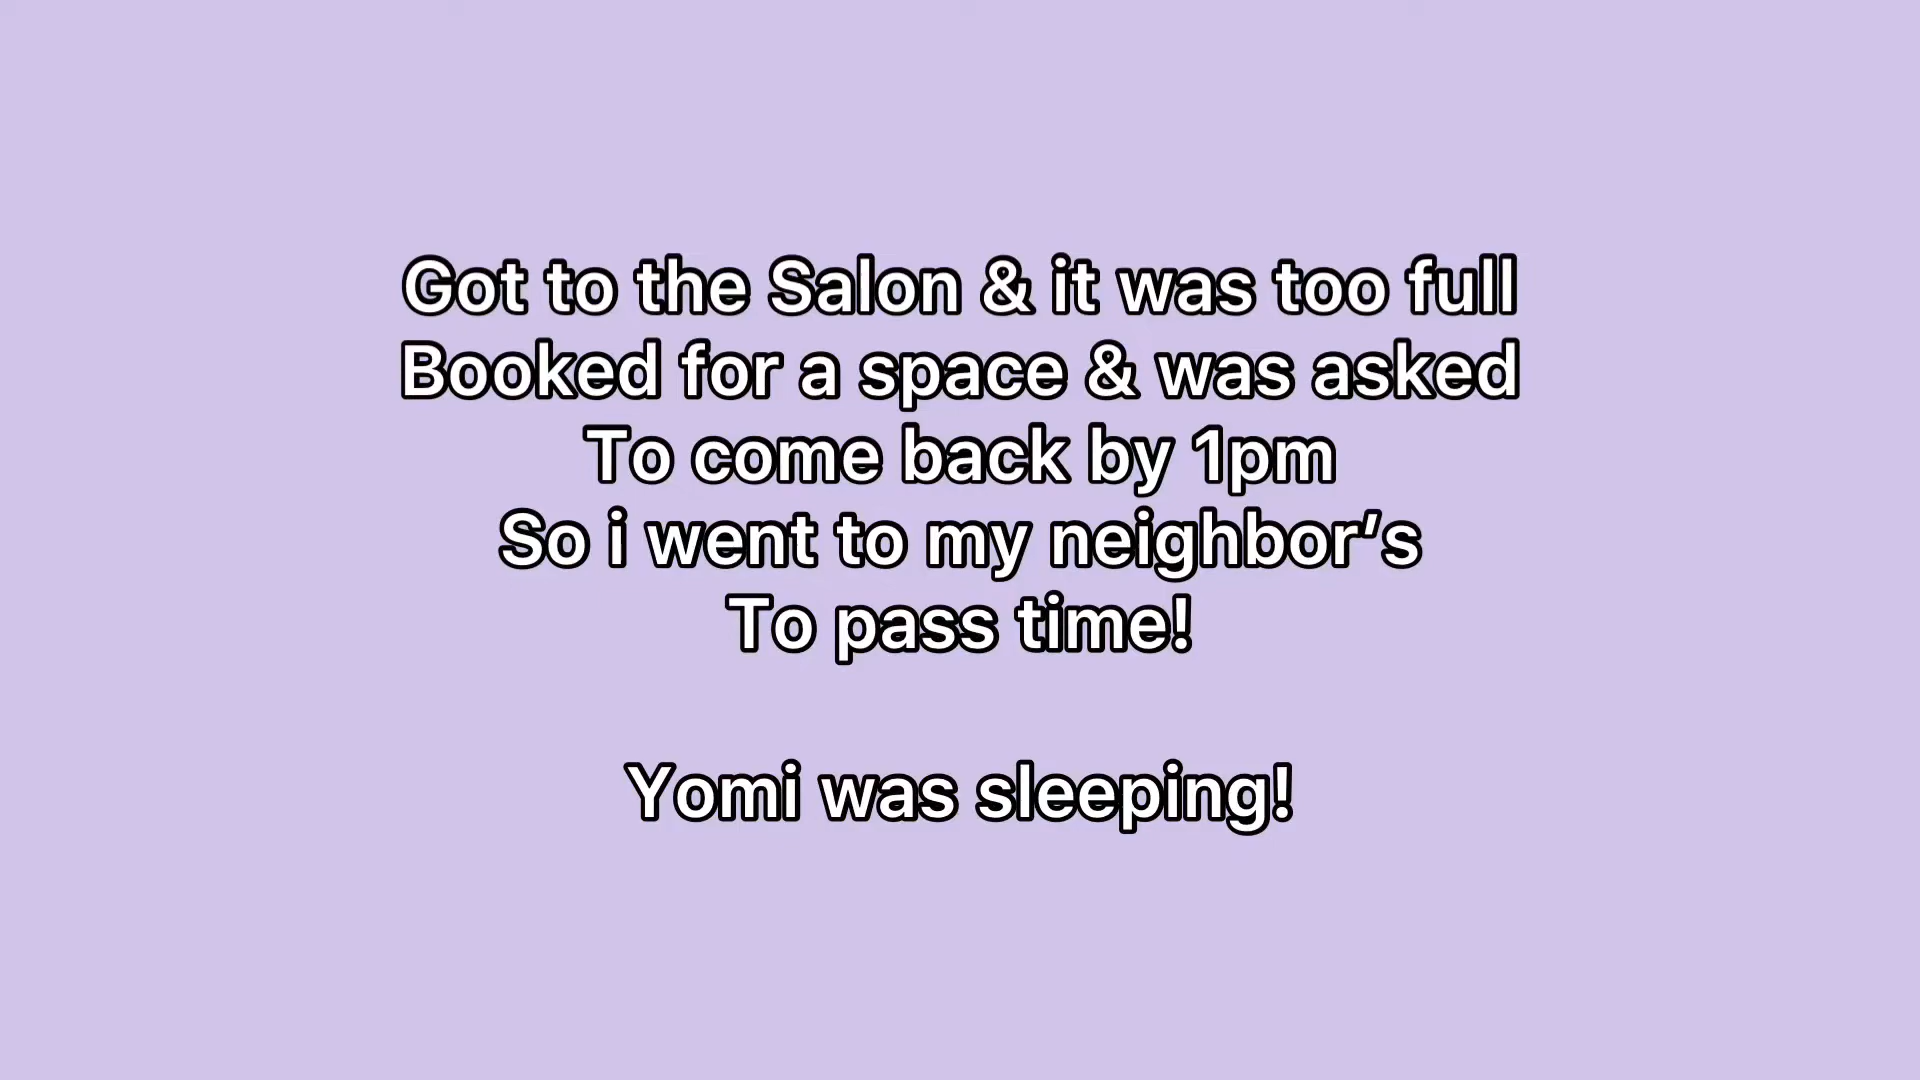 Got to the Salon & it was too full
Booked for a space & was asked
To come back by 1pm
So i went to my neighbor’s
To pass time!
Yomi was sleeping!